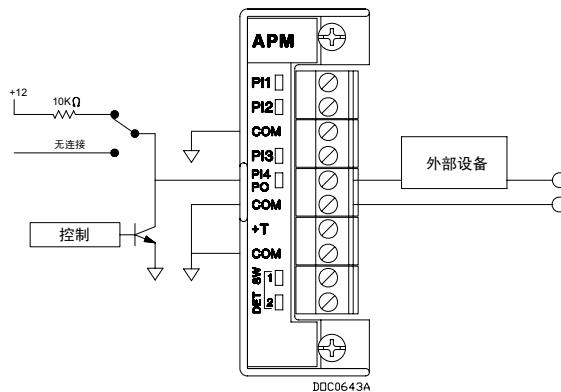 APM
PI1
PI2
COM
PI3
PI4
PO
COM
+T
COM
SW
1
DET
2
+12
10KΩ
无连接
控制
外部设备
DOC0643A